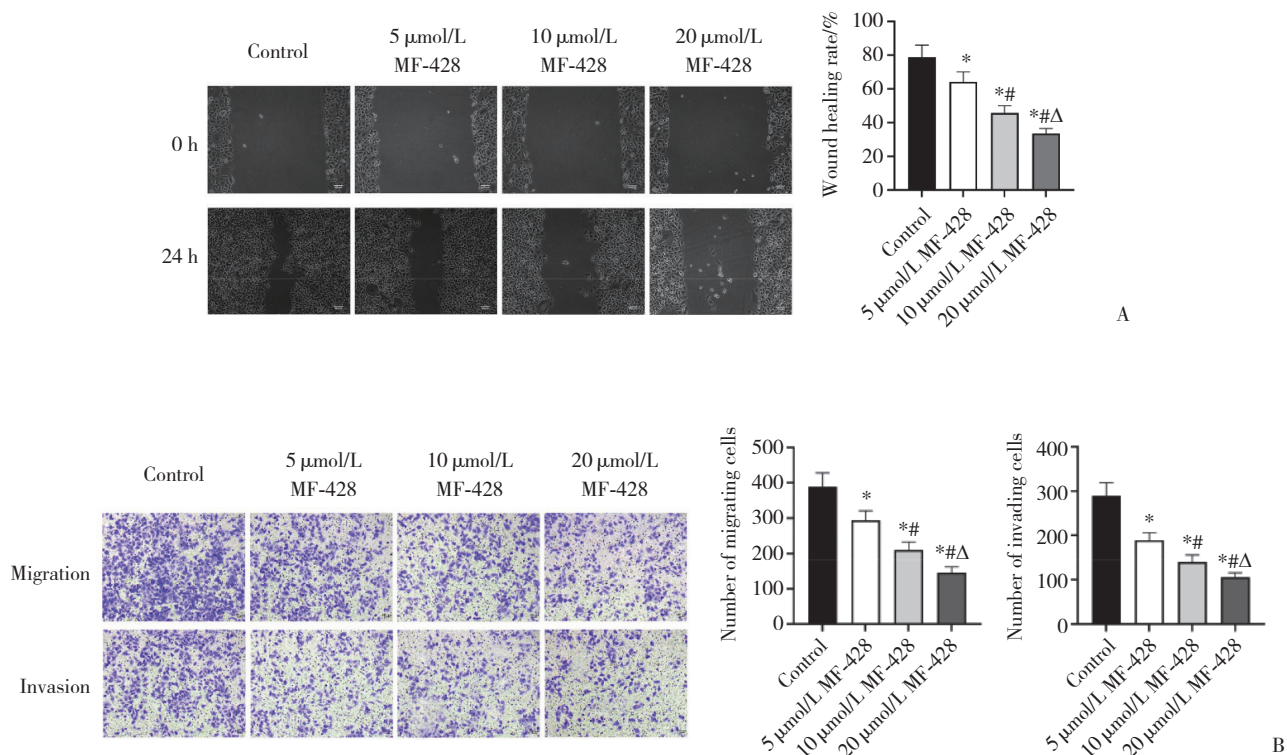 Control
5 μmol/L
MF-428
10 μmol/L
MF-428
20 μmol/L
MF-428
0 h
24 h
Wound healing rate/%
100
80
60
40
20
0
*
*#
*#Δ
Control
5 μmol/L MF-428
10 μmol/L MF-428
20 μmol/L MF-428
A
Control
5 μmol/L
MF-428
10 μmol/L
MF-428
20 μmol/L
MF-428
Migration
Invasion
Number of migrating cells
500
400
300
200
100
0
*
*#
*#Δ
Control
5 μmol/L MF-428
10 μmol/L MF-428
20 μmol/L MF-428
Number of invading cells
400
300
200
100
0
*
*#
*#Δ
Control
5 μmol/L MF-428
10 μmol/L MF-428
20 μmol/L MF-428
B